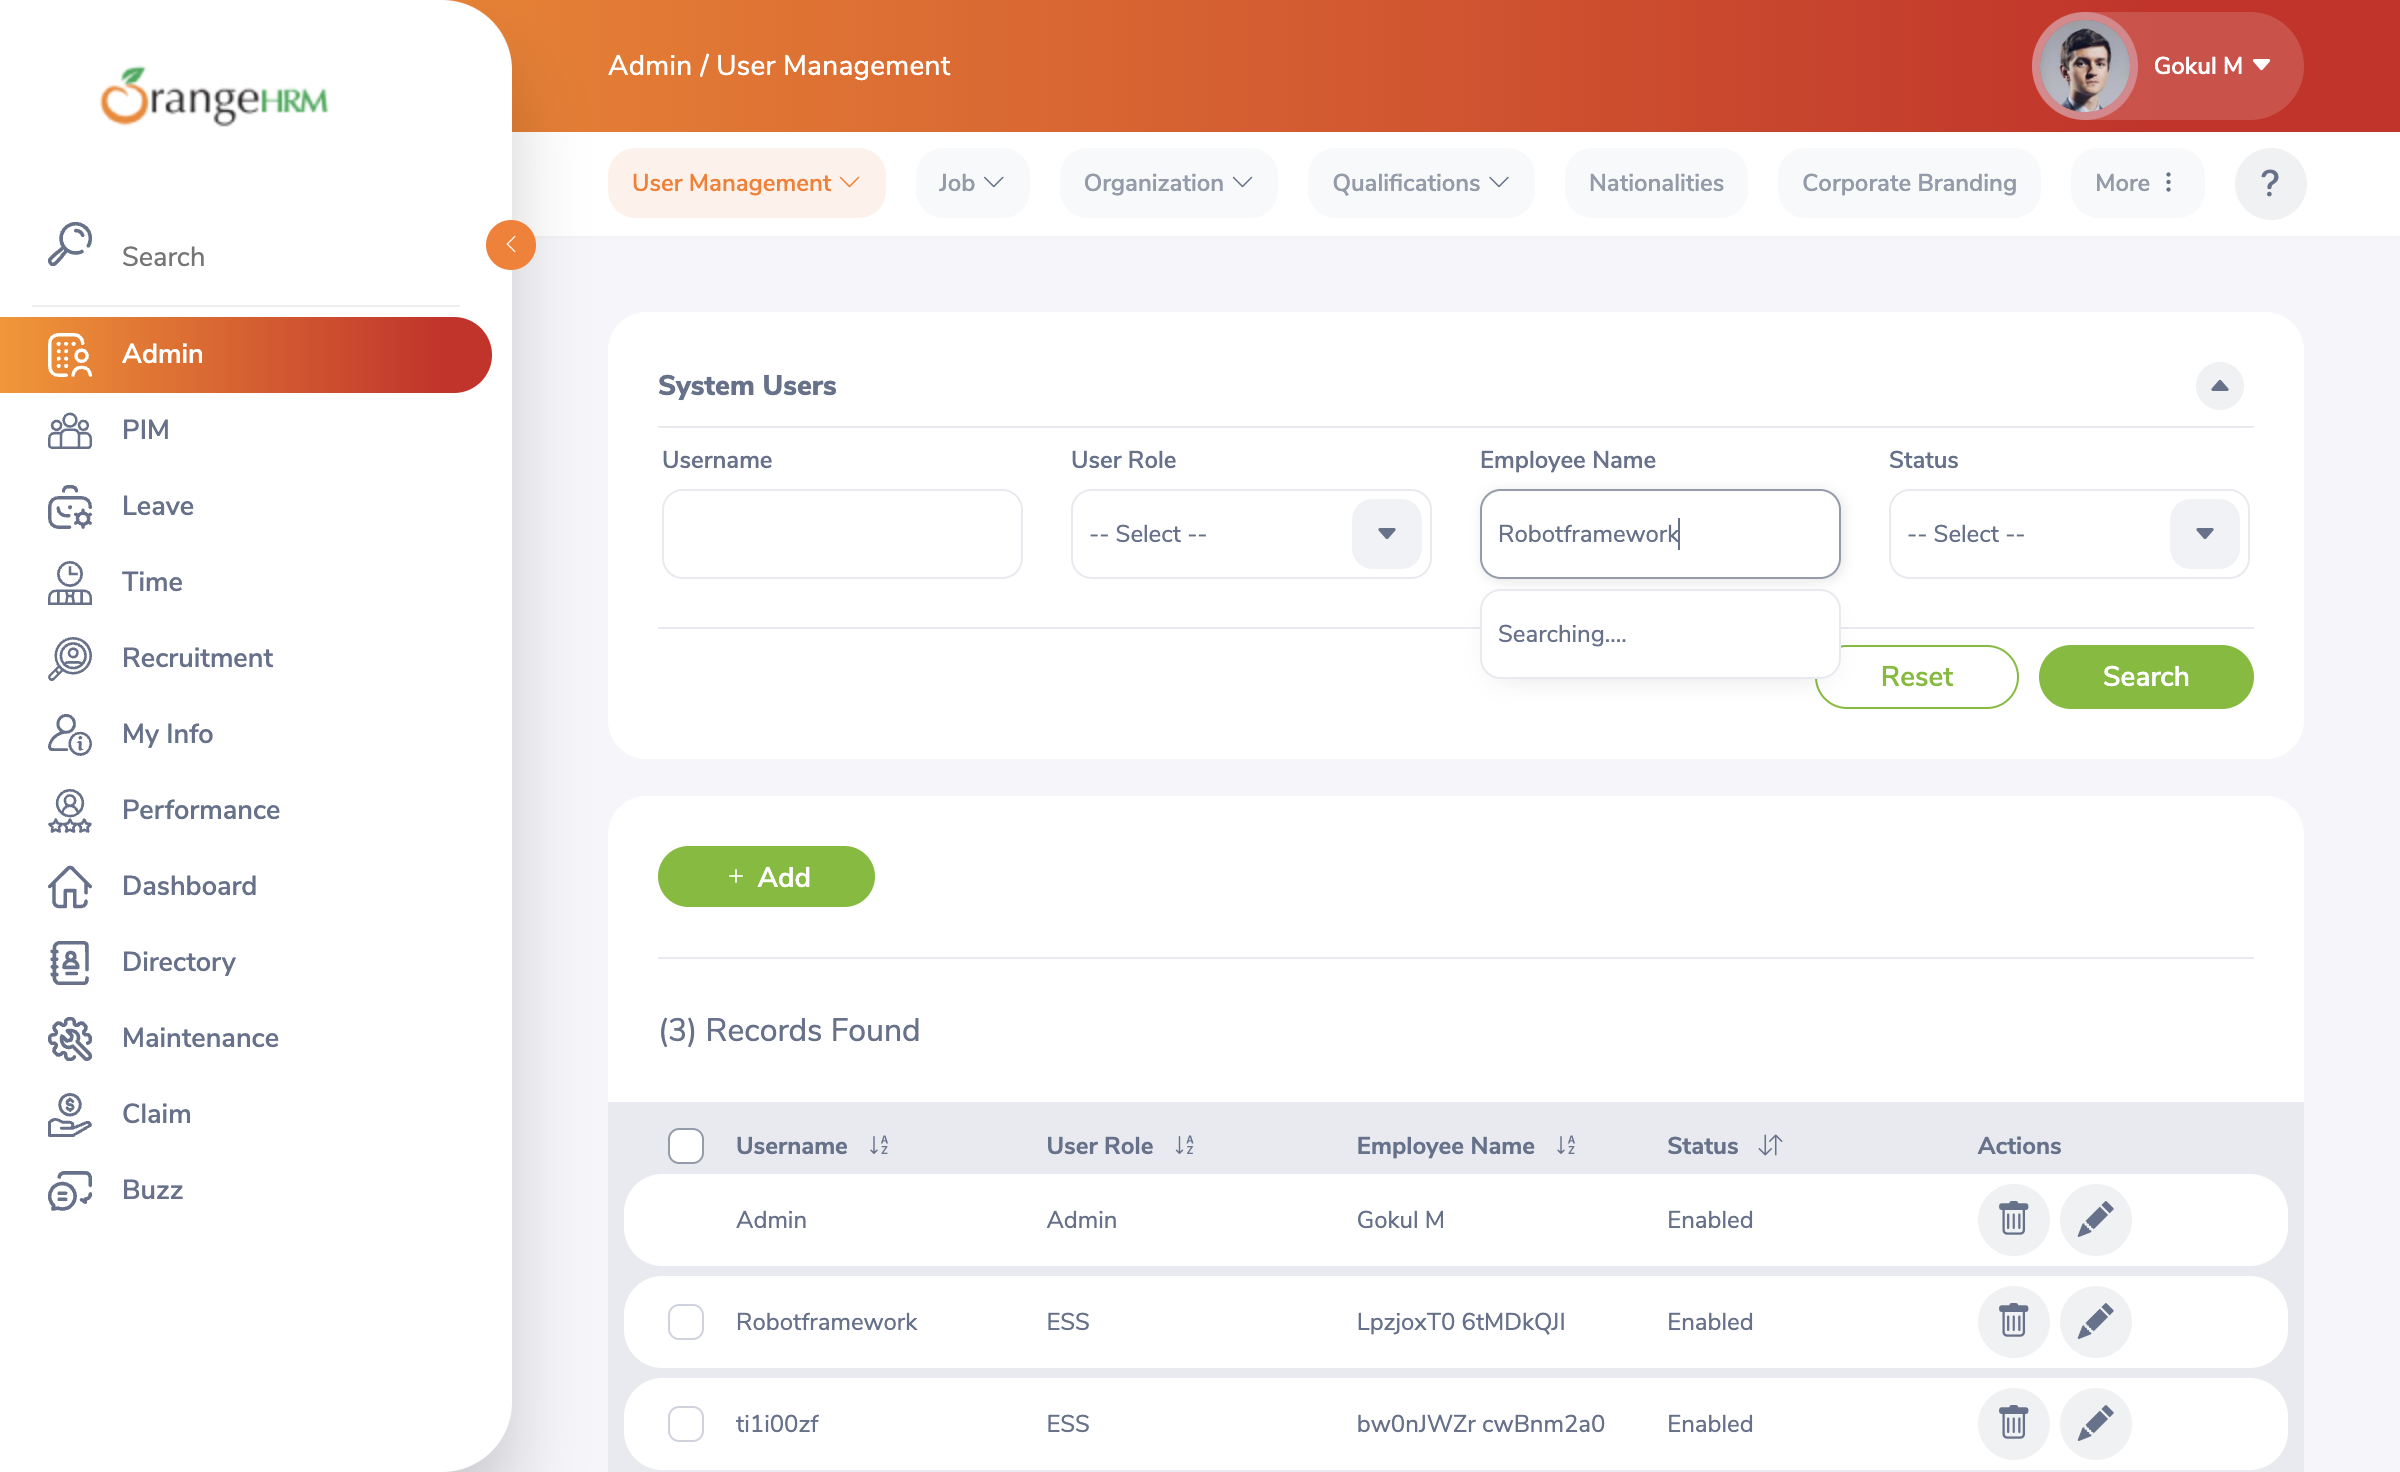 OrangeHRM
Search
Admin
PIM
Leave
Time
Recruitment
My Info
Performance
Dashboard
Directory
Maintenance
Claim
Buzz
Admin / User Management
Gokul M
User Management
Job
Organization
Qualifications
Nationalities
Corporate Branding
More
?
System Users
Username
User Role
Employee Name
Status
-- Select --
Robotframework
-- Select --
Searching....
Reset
Search
+ Add
(3) Records Found
Username User Role Employee Name Status Actions
Admin Admin Gokul M Enabled
Robotframework ESS LpzjoxT0 6tMDkQJI Enabled
ti1i00zf ESS bw0nJWZr cwBnm2a0 Enabled